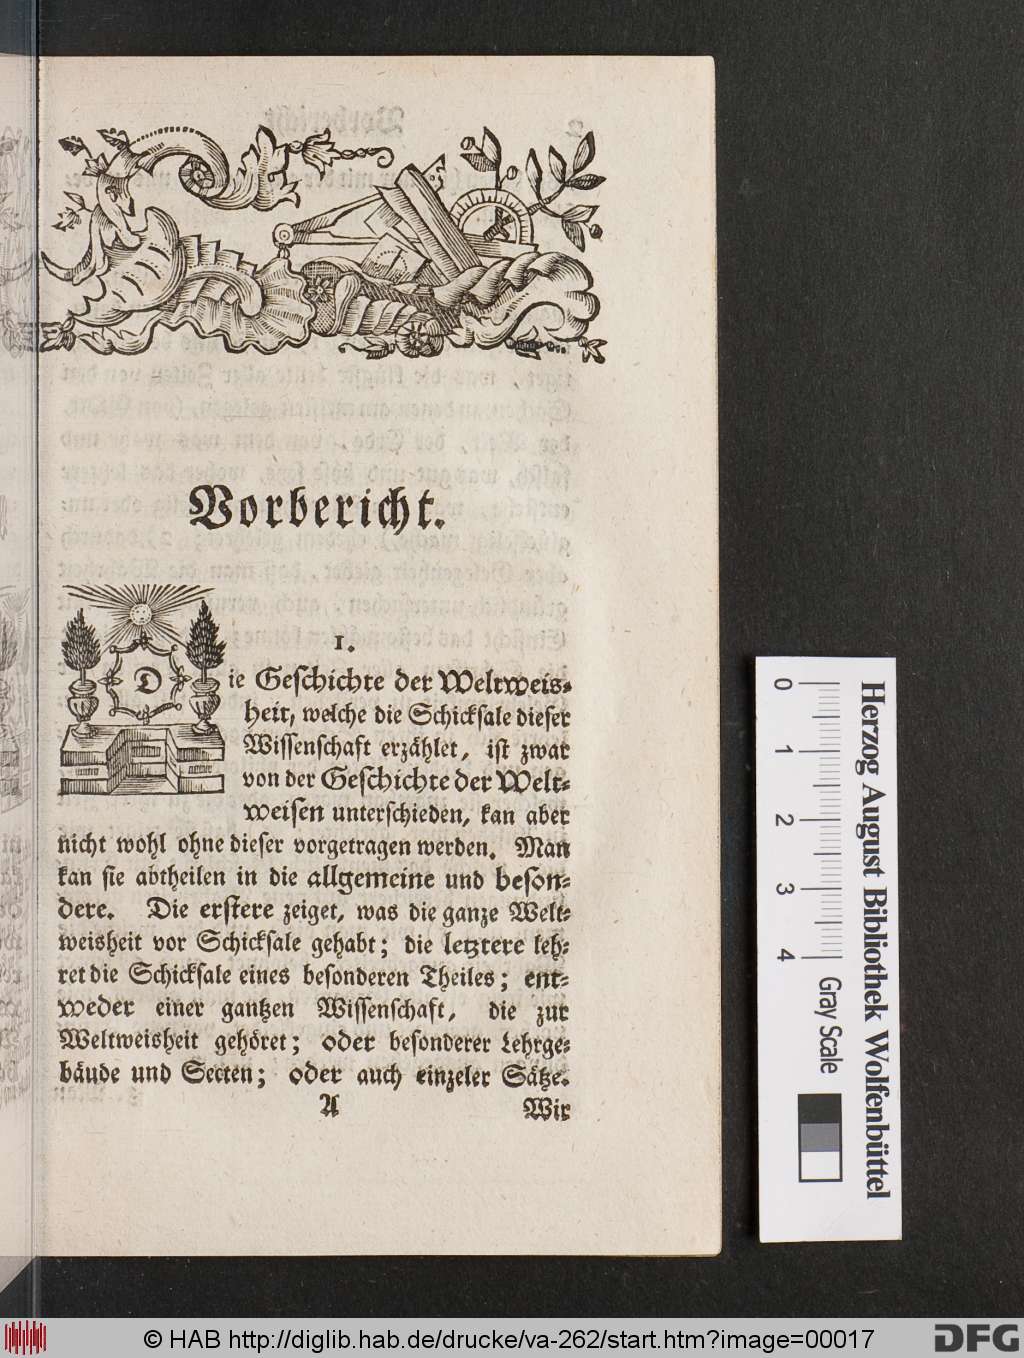 Vorbericht.
1.
Die Geschichte der Weltweis-
heit, welche die Schicksale dieser
Wissenschaft erzählet, ist zwar
von der Geschichte der Welt-
weisen unterschieden, kan aber
nicht wohl ohne dieser vorgetragen werden. Man
kan sie abtheilen in die allgemeine und beson-
dere. Die erstere zeiget, was die ganze Welt-
weisheit vor Schicksale gehabt; die letztere leh-
ret die Schicksale eines besonderen Theiles; ent-
weder einer gantzen Wissenschaft, die zur
Weltweisheit gehöret; oder besonderer Lehrge-
bäude und Secten; oder auch einzeler Sätze.
A Wir
Herzog August Bibliothek Wolfenbüttel
0 1 2 3 4 Gray Scale
© HAB http://diglib.hab.de/drucke/va-262/start.htm?image=00017 DFG